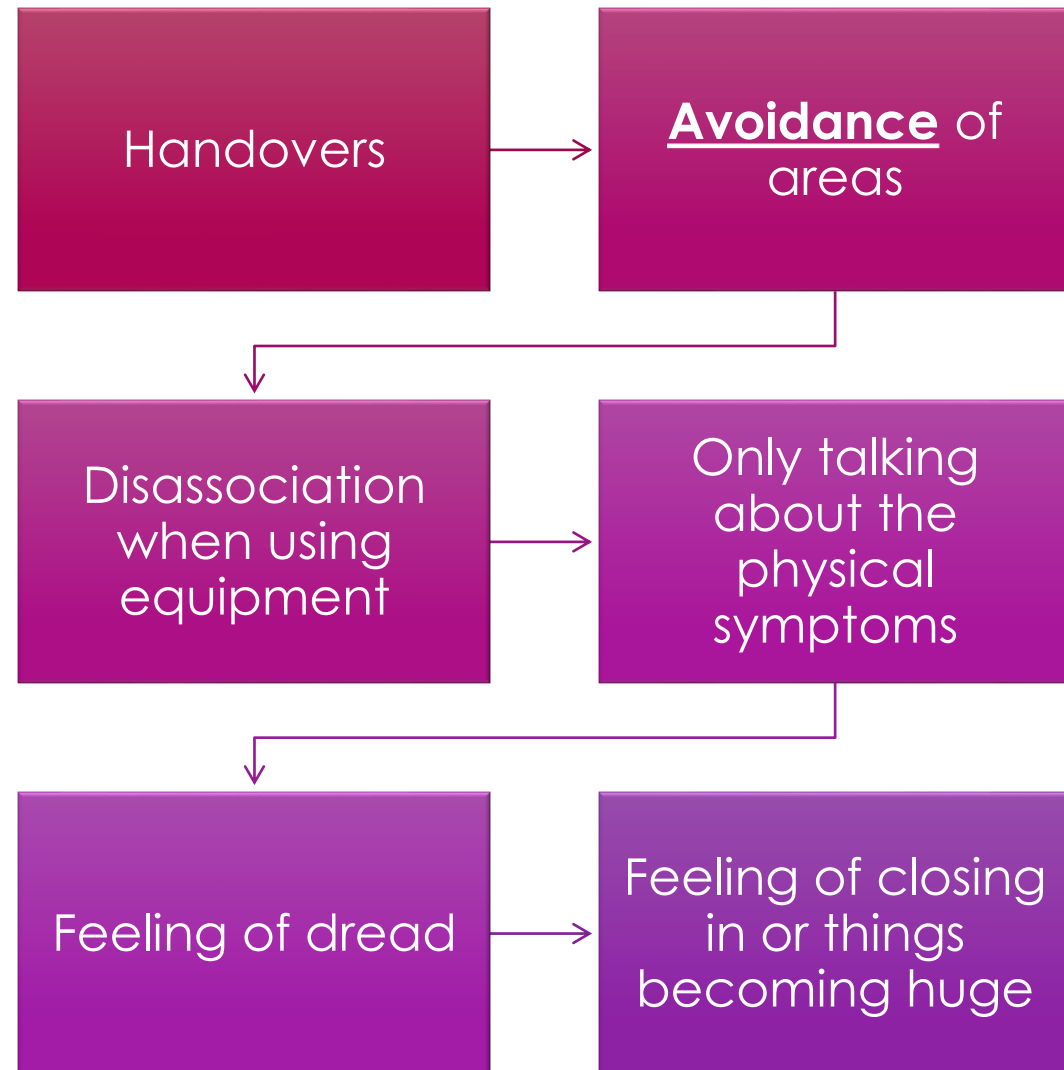 Handovers
Avoidance of
areas
Disassociation
when using
equipment
Only talking
about the
physical
symptoms
Feeling of dread
Feeling of closing
in or things
becoming huge